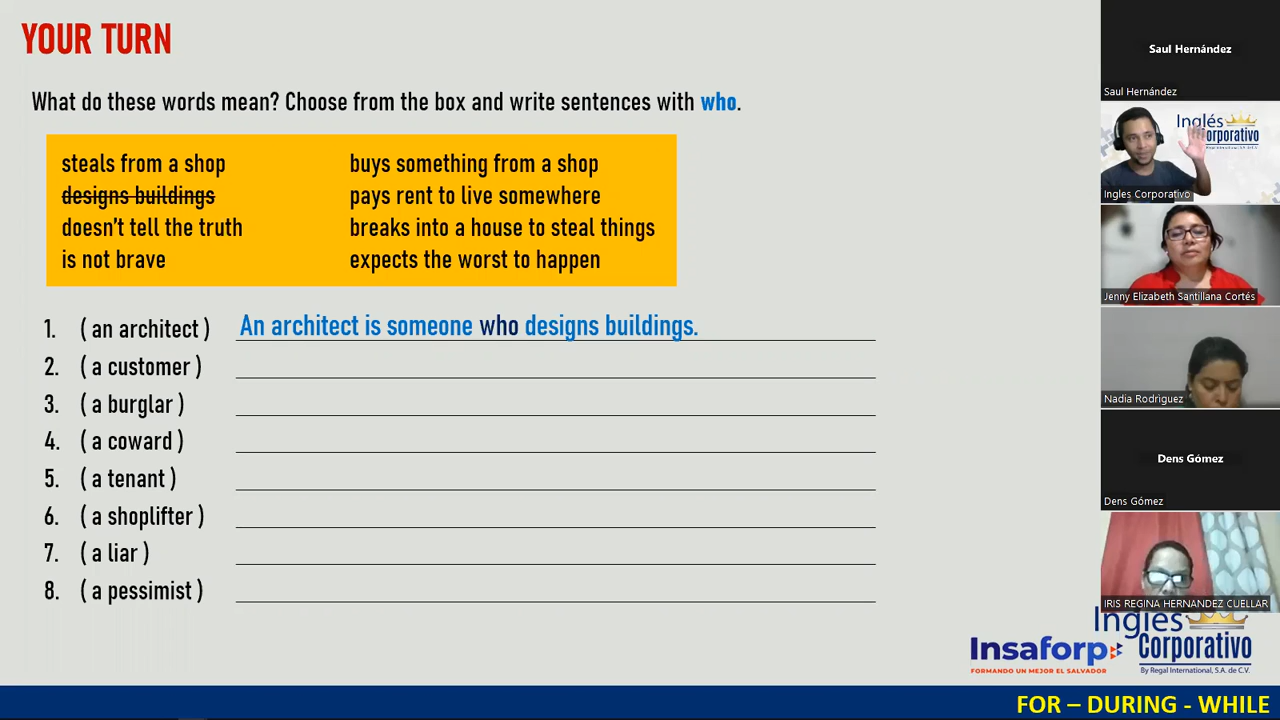 YOUR TURN
What do these words mean? Choose from the box and write sentences with who.
steals from a shop
designs buildings
doesn't tell the truth
is not brave
buys something from a shop
pays rent to live somewhere
breaks into a house to steal things
expects the worst to happen
1. ( an architect ) An architect is someone who designs buildings.
2. ( a customer )
3. ( a burglar )
4. ( a coward )
5. ( a tenant )
6. ( a shoplifter )
7. ( a liar )
8. ( a pessimist )
Saul Hernández
Saul Hernández
Inglés
Corporativo
Ingles Corporativo
Jenny Elizabeth Santillana Cortés
Nadia Rodriguez
Dens Gómez
Dens Gómez
IRIS REGINA HERNANDEZ CUELLAR
Insaforp
FORMANDO UN MEJOR EL SALVADOR
Inglés
Corporativo
By Regal International, S.A. de C.V.
FOR – DURING - WHILE